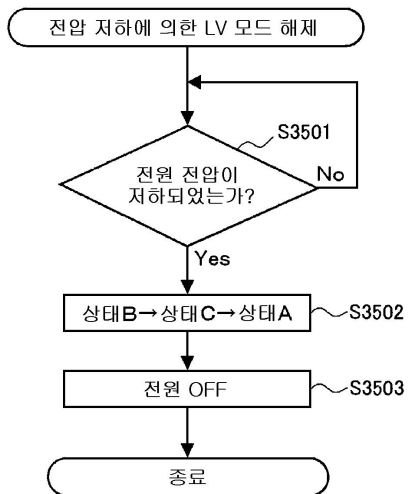 전압 저하에 의한 LV 모드 해제
S3501
전원 전압이
저하되었는가?
No
Yes
상태B→상태C→상태A
S3502
전원 OFF
S3503
종료